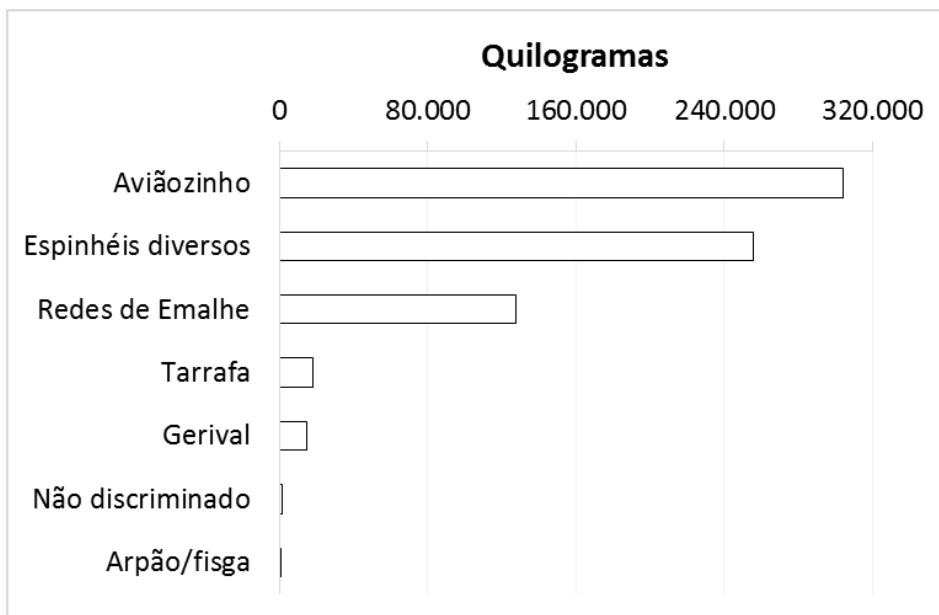 Quilogramas
0 80.000 160.000 240.000 320.000
Aviãozinho
Espinhéis diversos
Redes de Emalhe
Tarrafa
Gerival
Não discriminado
Arpão/fisga